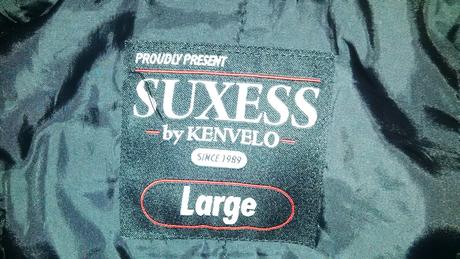 PROUDLY PRESENT
SUXESS
by KENVELO
SINCE 1989
Large